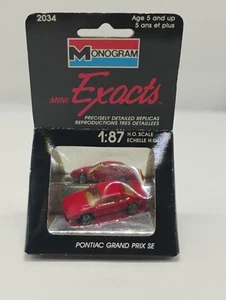 2034
Age 5 and up
5 ans et plus
MONOGRAM
MINI Exacts
PRECISELY DETAILED REPLICAS
REPRODUCTIONS TRES DETAILLEES
1:87 H.O. SCALE
ECHELLE H.O.
PONTIAC GRAND PRIX SE